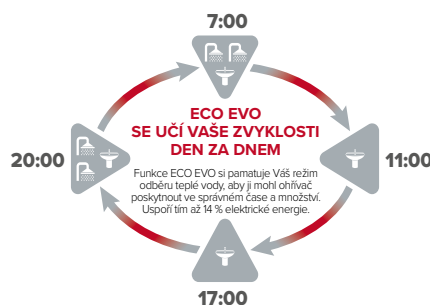 7:00
ECO EVO
SE UČÍ VAŠE ZVYKLOSTI
DEN ZA DNEM
20:00
11:00
Funkce ECO EVO si pamatuje Váš režim
odběru teplé vody, aby ji mohl ohřívač
poskytnout ve správném čase a množství.
Uspoří tím až 14 % elektrické energie.
17:00